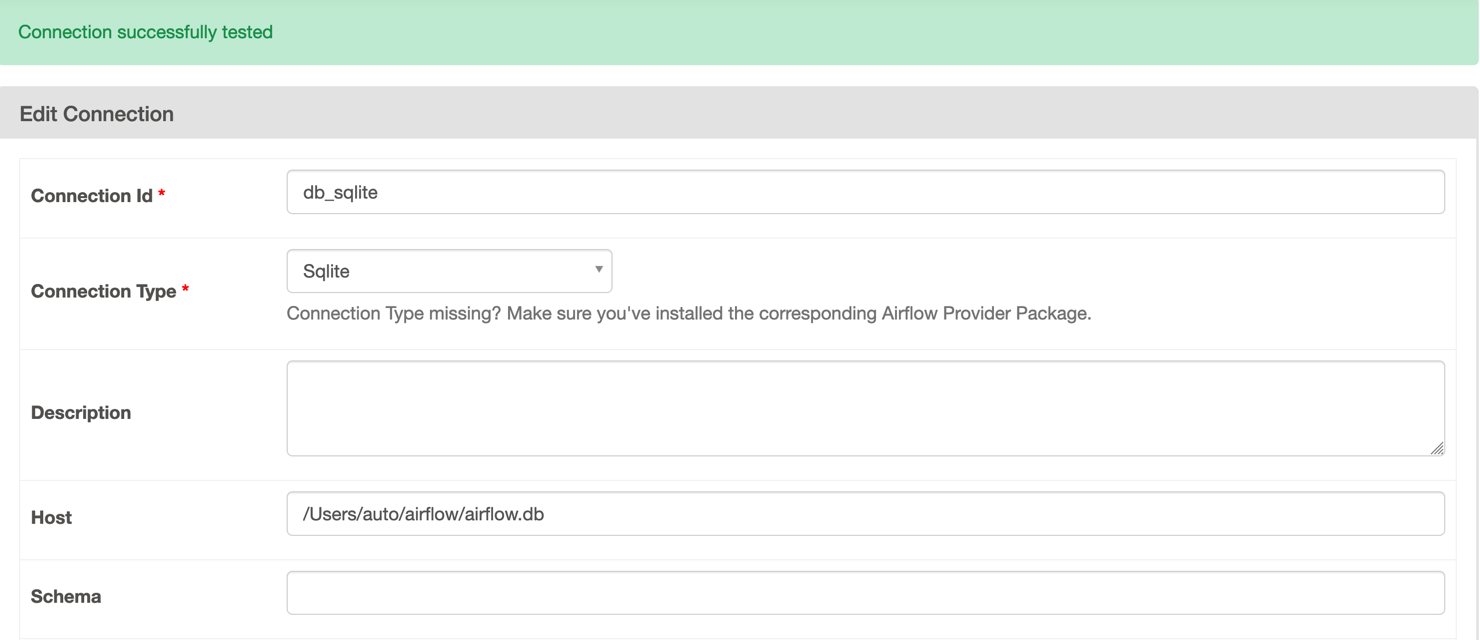 Connection successfully tested
Edit Connection
Connection Id *
db_sqlite
Connection Type *
Sqlite
Connection Type missing? Make sure you've installed the corresponding Airflow Provider Package.
Description
Host
/Users/auto/airflow/airflow.db
Schema